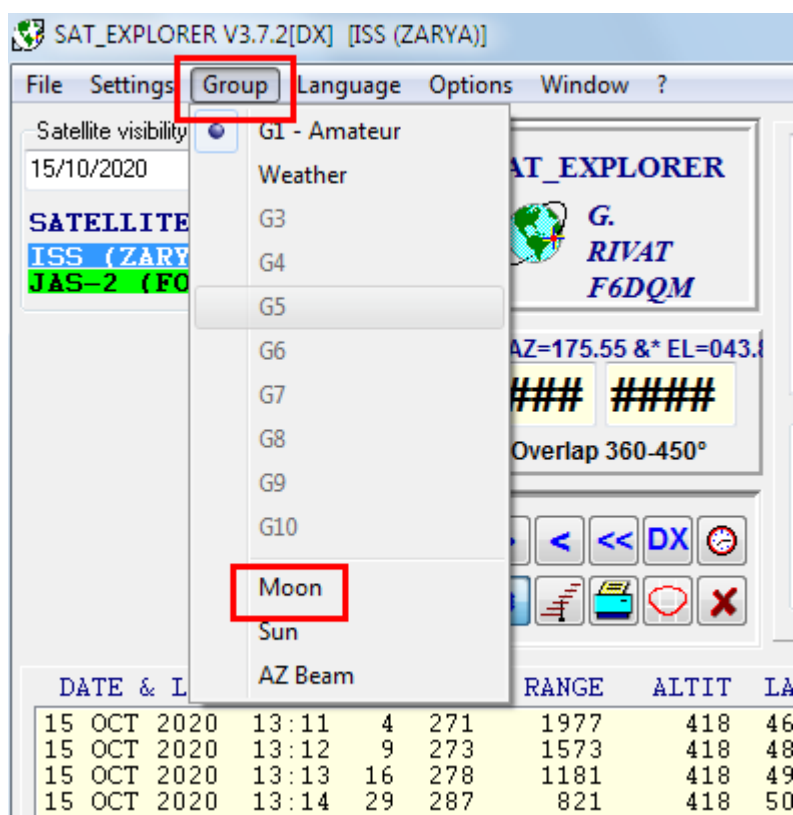 SAT_EXPLORER V3.7.2[DX] [ISS (ZARYA)]
File Settings Group Language Options Window ?
Satellite visibility
15/10/2020
SATELLITE
ISS (ZARY
JAS-2 (FO
G1 - Amateur
Weather
G3
G4
G5
G6
G7
G8
G9
G10
Moon
Sun
AZ Beam
SAT_EXPLORER
G.
RIVAT
F6DQM
AZ=175.55 &* EL=043.8
#### ####
Overlap 360-450°
< << DX
DATE & L RANGE ALTIT LA
15 OCT 2020 13:11 4 271 1977 418 46
15 OCT 2020 13:12 9 273 1573 418 48
15 OCT 2020 13:13 16 278 1181 418 49
15 OCT 2020 13:14 29 287 821 418 50